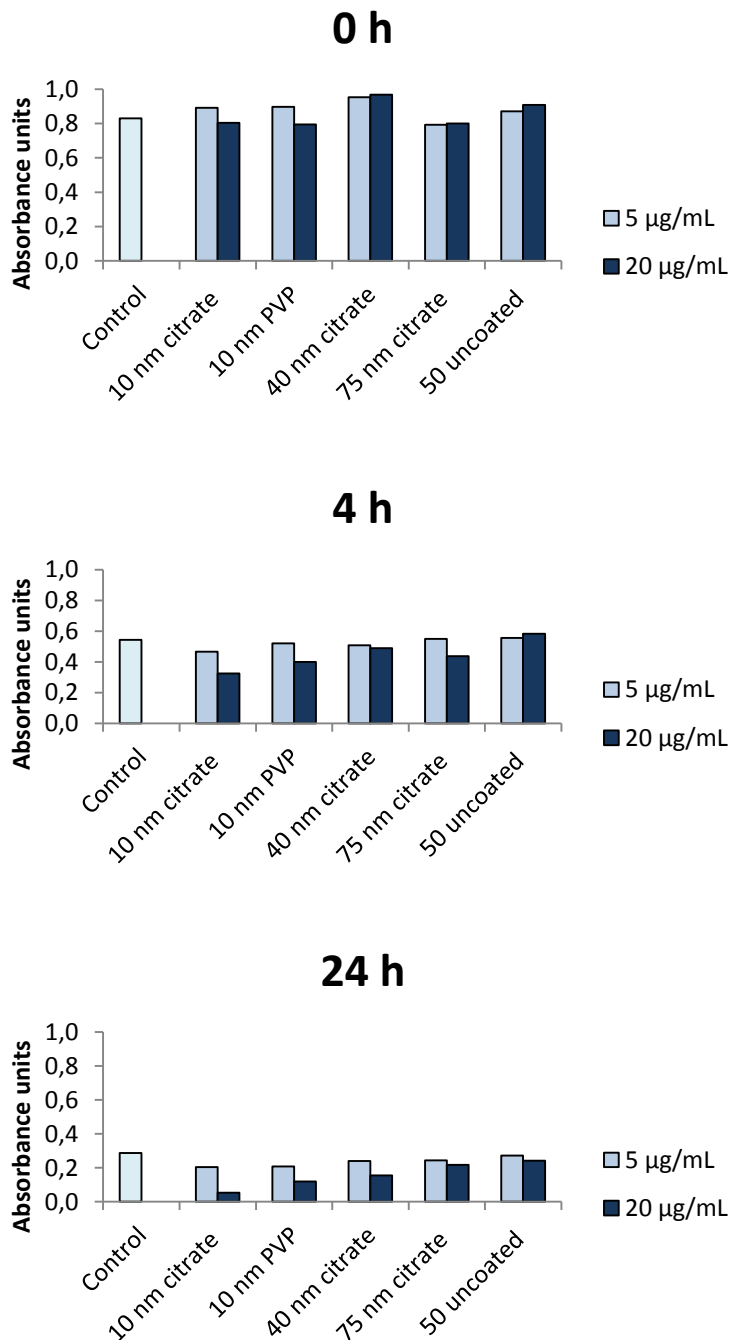 0 h
Absorbance units
1,0
0,8
0,6
0,4
0,2
0,0
Control
10 nm citrate
10 nm PVP
40 nm citrate
75 nm citrate
50 uncoated
5 µg/mL
20 µg/mL
4 h
Absorbance units
1,0
0,8
0,6
0,4
0,2
0,0
Control
10 nm citrate
10 nm PVP
40 nm citrate
75 nm citrate
50 uncoated
5 µg/mL
20 µg/mL
24 h
Absorbance units
1,0
0,8
0,6
0,4
0,2
0,0
Control
10 nm citrate
10 nm PVP
40 nm citrate
75 nm citrate
50 uncoated
5 µg/mL
20 µg/mL